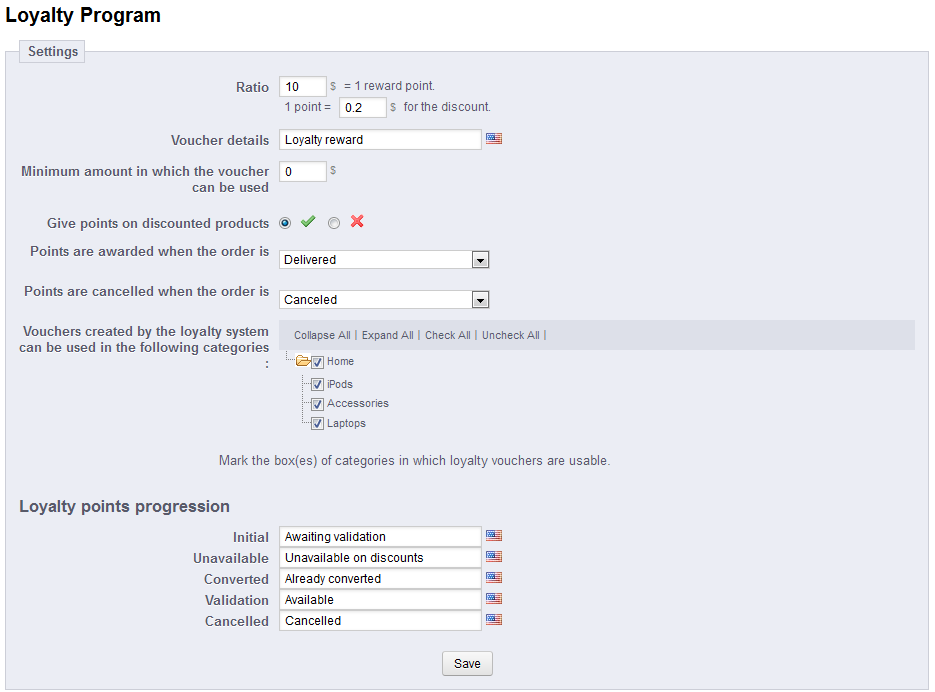 Loyalty Program
Settings
Ratio 10 $ = 1 reward point.
1 point = 0.2 $ for the discount.
Voucher details Loyalty reward
Minimum amount in which the voucher 0 $
can be used
Give points on discounted products
Points are awarded when the order is
Delivered
Points are cancelled when the order is
Canceled
Vouchers created by the loyalty system Collapse All | Expand All | Check All | Uncheck All |
can be used in the following categories
:
Home
iPods
Accessories
Laptops
Mark the box(es) of categories in which loyalty vouchers are usable.
Loyalty points progression
Initial Awaiting validation
Unavailable Unavailable on discounts
Converted Already converted
Validation Available
Cancelled Cancelled
Save